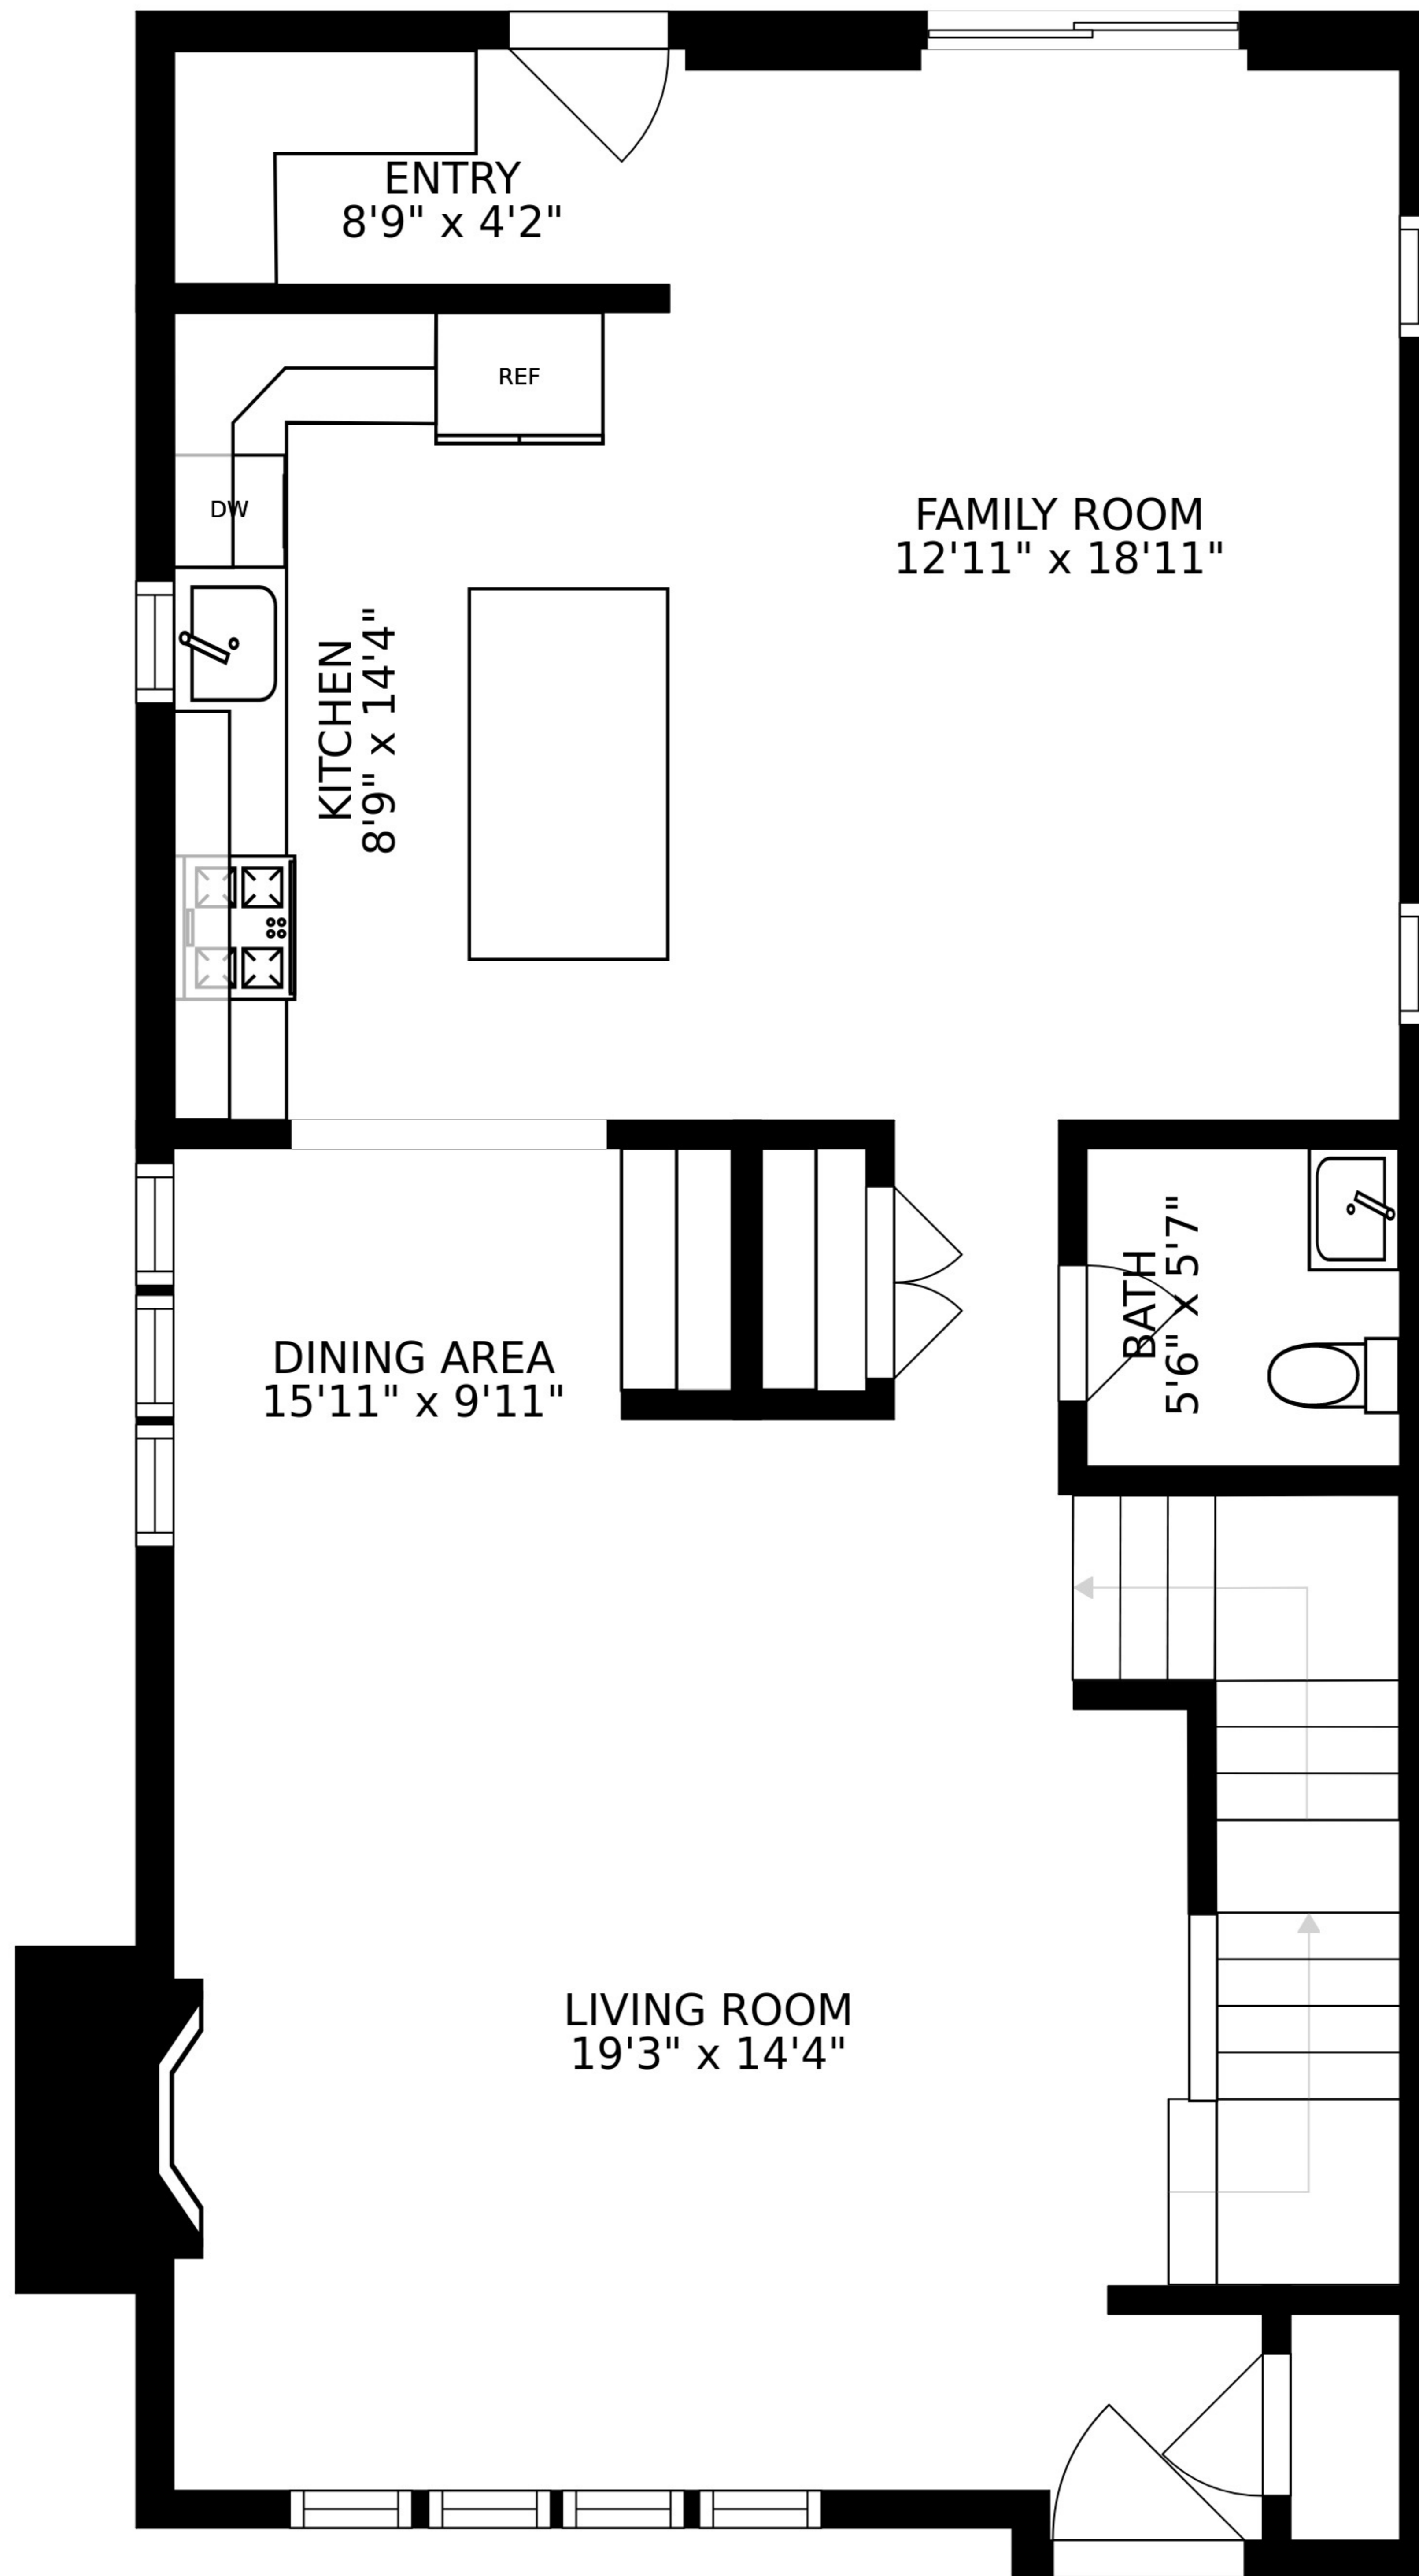 ENTRY
8'9" x 4'2"
REF
DW
FAMILY ROOM
12'11" x 18'11"
KITCHEN
8'9" x 14'4"
BATH
5'6" x 5'7"
DINING AREA
15'11" x 9'11"
LIVING ROOM
19'3" x 14'4"